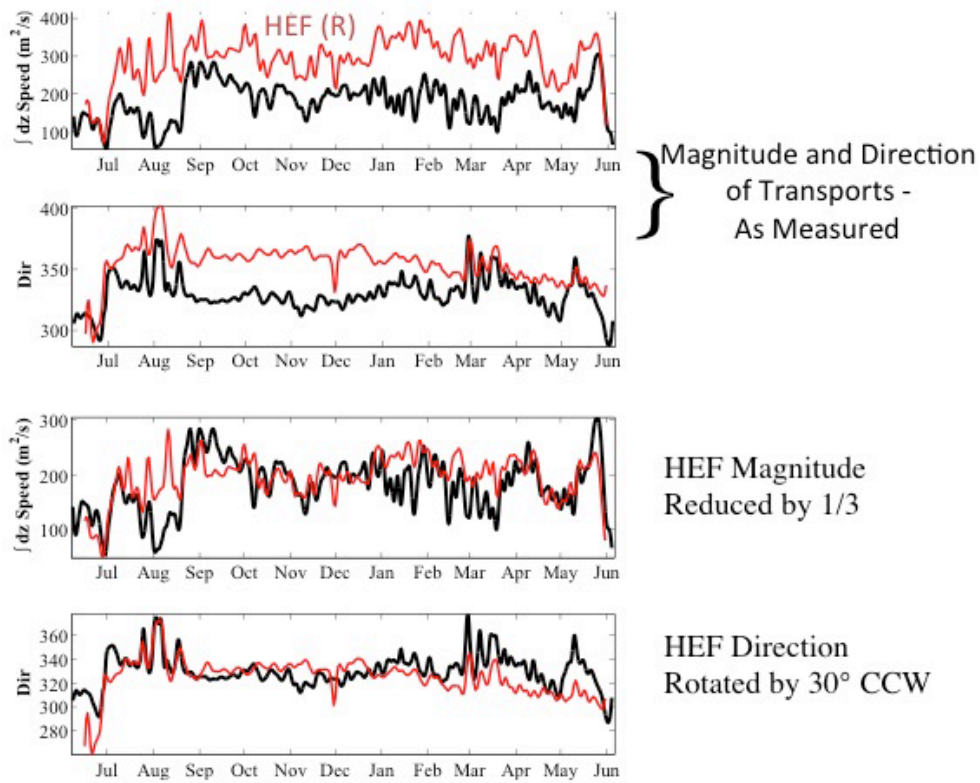 HEF (R)
∫ dz Speed (m²/s)
400
300
200
100
Jul Aug Sep Oct Nov Dec Jan Feb Mar Apr May Jun
Magnitude and Direction
of Transports -
As Measured
}
Dir
400
350
300
Jul Aug Sep Oct Nov Dec Jan Feb Mar Apr May Jun
∫ dz Speed (m²/s)
300
200
100
Jul Aug Sep Oct Nov Dec Jan Feb Mar Apr May Jun
HEF Magnitude
Reduced by 1/3
Dir
360
340
320
300
280
Jul Aug Sep Oct Nov Dec Jan Feb Mar Apr May Jun
HEF Direction
Rotated by 30° CCW